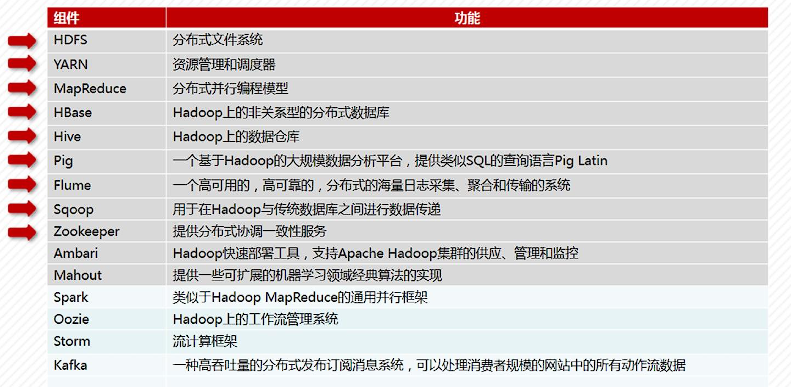 组件 功能
HDFS 分布式文件系统
YARN 资源管理和调度器
MapReduce 分布式并行编程模型
HBase Hadoop上的非关系型的分布式数据库
Hive Hadoop上的数据仓库
Pig 一个基于Hadoop的大规模数据分析平台，提供类似SQL的查询语言Pig Latin
Flume 一个高可用的，高可靠的，分布式的海量日志采集、聚合和传输的系统
Sqoop 用于在Hadoop与传统数据库之间进行数据传递
Zookeeper 提供分布式协调一致性服务
Ambari Hadoop快速部署工具，支持Apache Hadoop集群的供应、管理和监控
Mahout 提供一些可扩展的机器学习领域经典算法的实现
Spark 类似于Hadoop MapReduce的通用并行框架
Oozie Hadoop上的工作流管理系统
Storm 流计算框架
Kafka 一种高吞吐量的分布式发布订阅消息系统，可以处理消费者规模的网站中的所有动作流数据